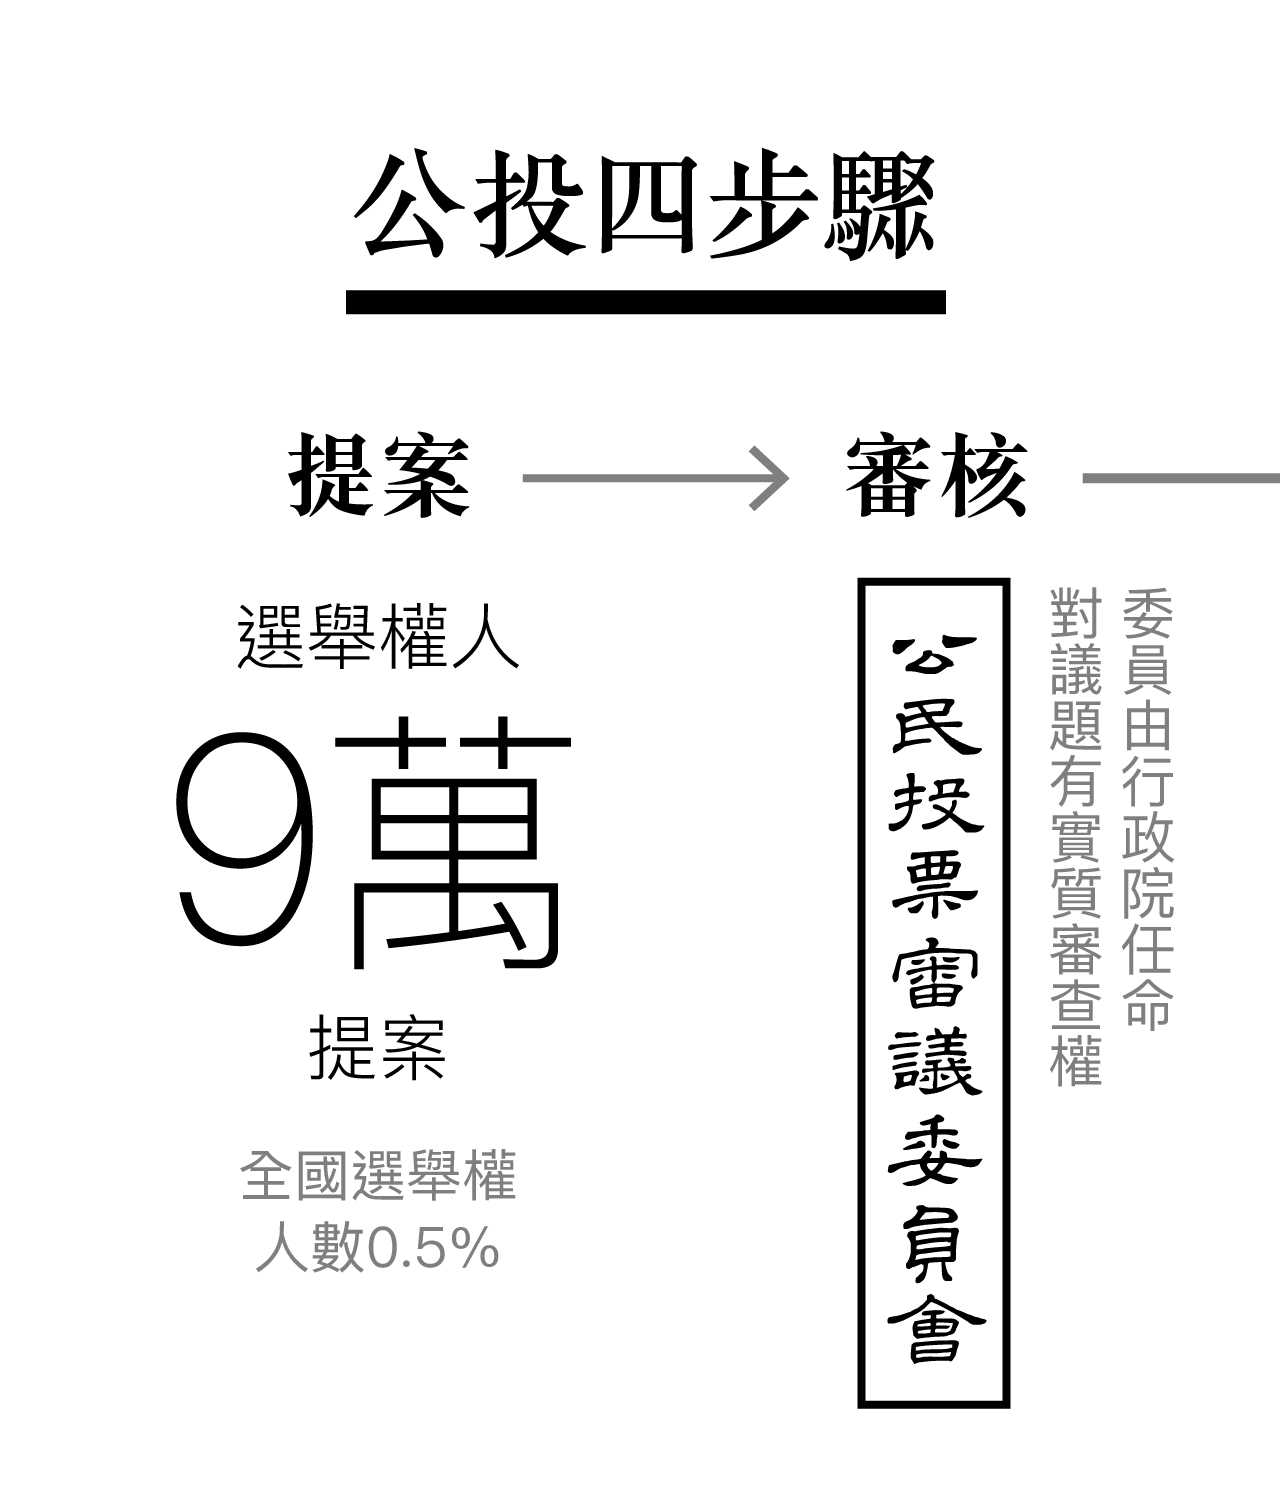 公投四步驟
提案
審核
選舉權人
9萬
提案
全國選舉權
人數0.5%
公民投票審議委員會
委員由行政院任命
對議題有實質審查權